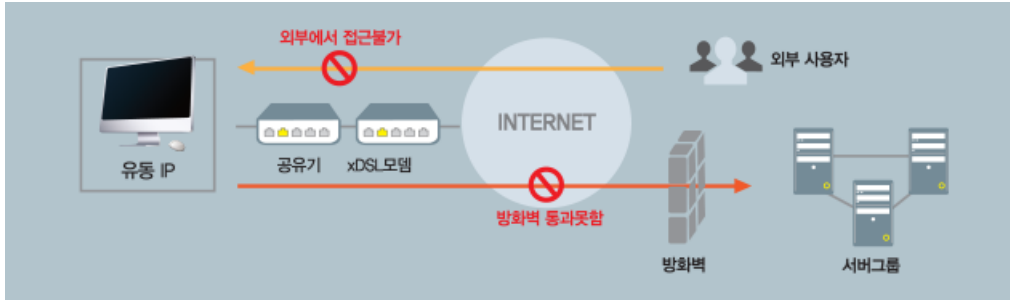 외부에서 접근불가
외부 사용자
INTERNET
유동 IP
공유기
xDSL모뎀
방화벽 통과못함
방화벽
서버그룹